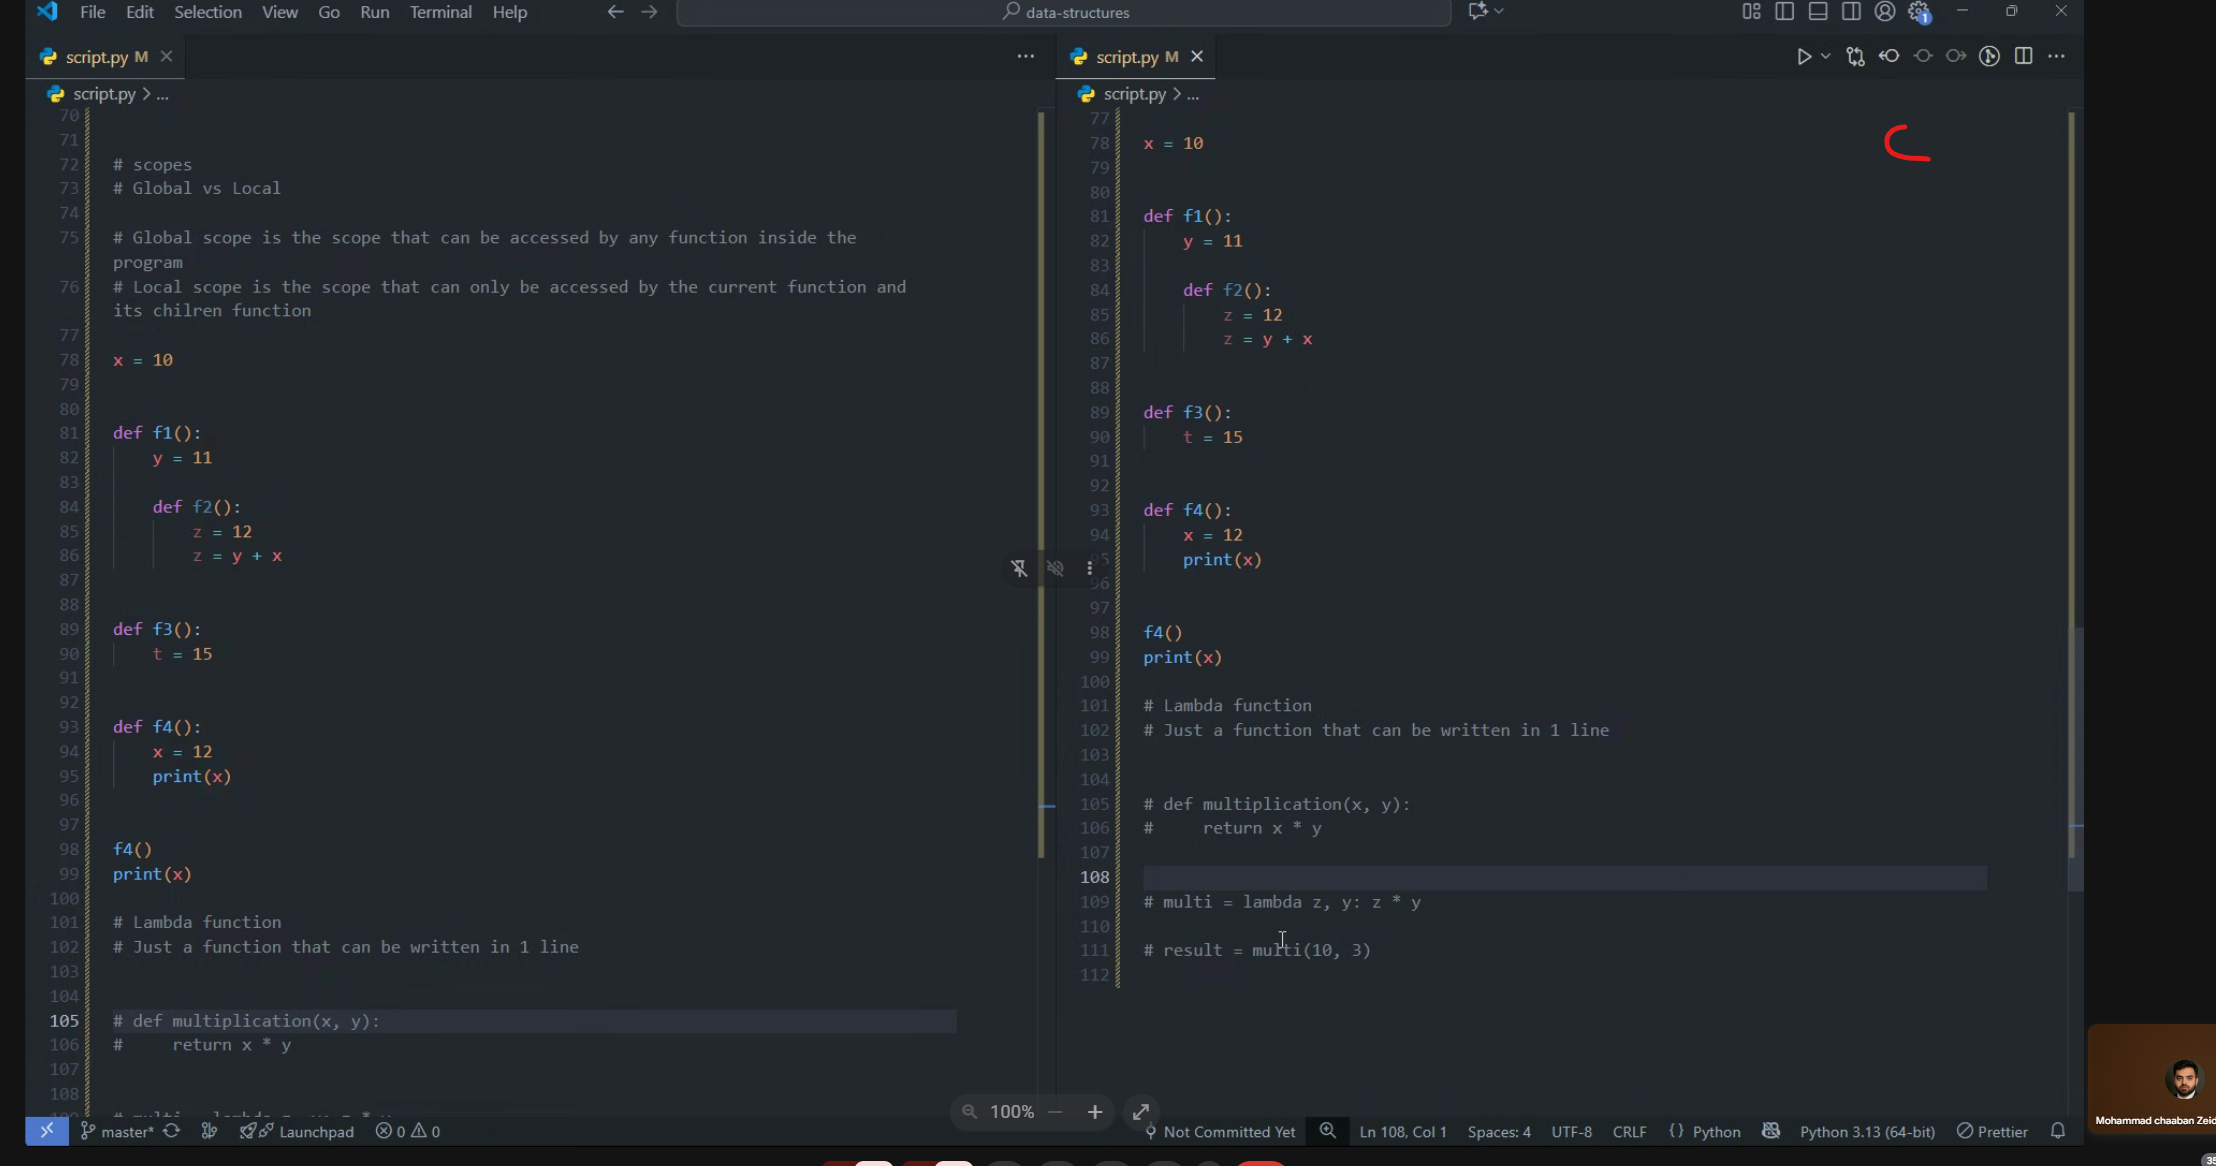 File Edit Selection View Go Run Terminal Help
data-structures
script.py M
script.py > ...
70
71
72 # scopes
73 # Global vs Local
74
75 # Global scope is the scope that can be accessed by any function inside the
program
76 # Local scope is the scope that can only be accessed by the current function and
its chilren function
77
78 x = 10
79
80
81 def f1():
82 y = 11
83
84 def f2():
85 z = 12
86 z = y + x
87
88
89 def f3():
90 t = 15
91
92
93 def f4():
94 x = 12
95 print(x)
96
97
98 f4()
99 print(x)
100
101 # Lambda function
102 # Just a function that can be written in 1 line
103
104
105 # def multiplication(x, y):
106 # return x * y
107
108
109 # multi = lambda z, y: z * y
script.py M
script.py > ...
77
78 x = 10
79
80
81 def f1():
82 y = 11
83
84 def f2():
85 z = 12
86 z = y + x
87
88
89 def f3():
90 t = 15
91
92
93 def f4():
94 x = 12
95 print(x)
96
97
98 f4()
99 print(x)
100
101 # Lambda function
102 # Just a function that can be written in 1 line
103
104
105 # def multiplication(x, y):
106 # return x * y
107
108
109 # multi = lambda z, y: z * y
110
111 # result = multi(10, 3)
112
100%
Mohammad chaaban Zeid
master* Launchpad 0 0 Not Committed Yet Ln 108, Col 1 Spaces: 4 UTF-8 CRLF {} Python Python 3.13 (64-bit) Prettier
35